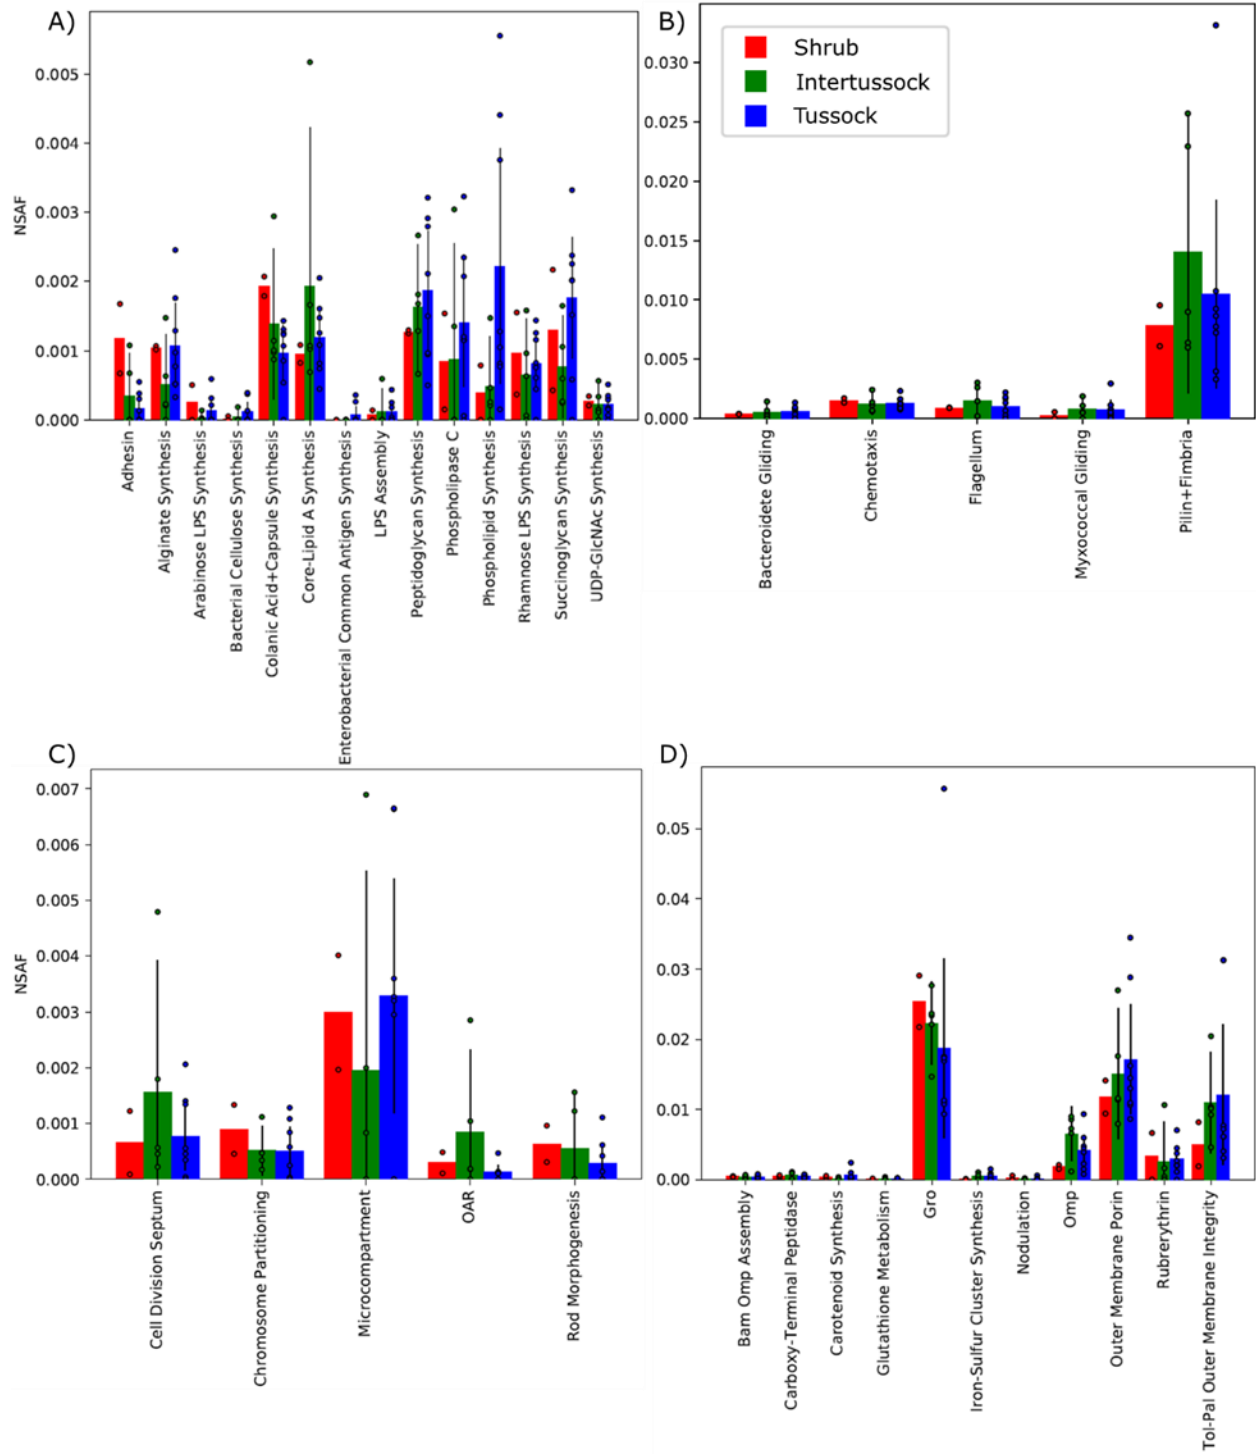 A)
0.005
0.004
0.003
0.002
0.001
0.000
NSAF
Adhesin
Alginate Synthesis
Arabinose LPS Synthesis
Bacterial Cellulose Synthesis
Colanic Acid+Capsule Synthesis
Core-Lipid A Synthesis
Enterobacterial Common Antigen Synthesis
LPS Assembly
Peptidoglycan Synthesis
Phospholipase C
Phospholipid Synthesis
Rhamnose LPS Synthesis
Succinoglycan Synthesis
UDP-GlcNAc Synthesis
B)
Shrub
Intertussock
Tussock
0.030
0.025
0.020
0.015
0.010
0.005
0.000
Bacteroidete Gliding
Chemotaxis
Flagellum
Myxococcal Gliding
Pilin+Fimbria
C)
0.007
0.006
0.005
0.004
0.003
0.002
0.001
0.000
NSAF
Cell Division Septum
Chromosome Partitioning
Microcompartment
OAR
Rod Morphogenesis
D)
0.05
0.04
0.03
0.02
0.01
0.00
Bam Omp Assembly
Carboxy-Terminal Peptidase
Carotenoid Synthesis
Glutathione Metabolism
Gro
Iron-Sulfur Cluster Synthesis
Nodulation
Omp
Outer Membrane Porin
Rubrerythrin
Tol-Pal Outer Membrane Integrity